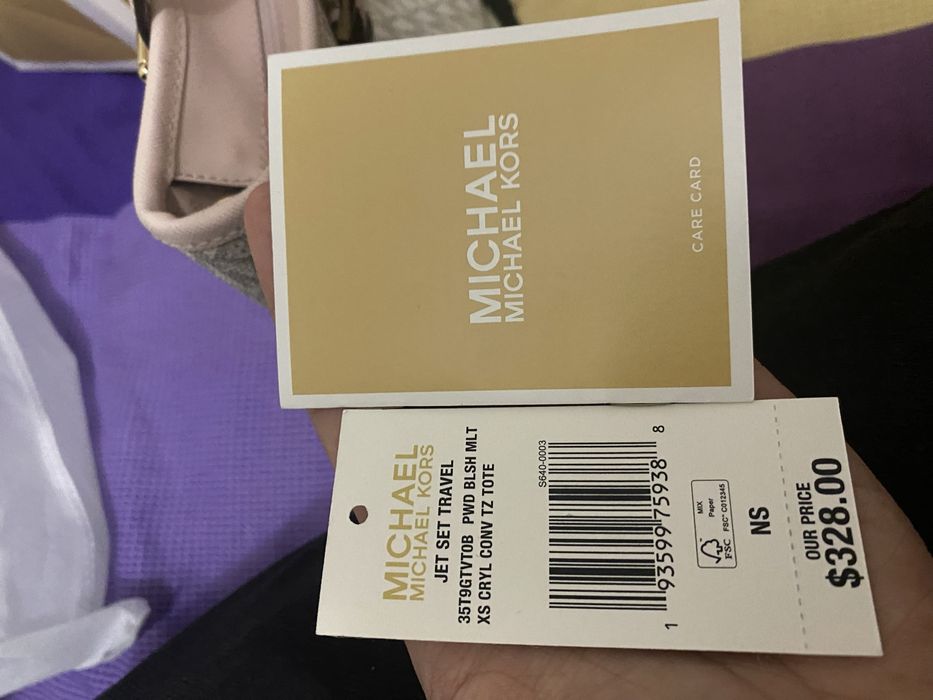 MICHAEL
MICHAEL KORS
CARE CARD
MICHAEL
MICHAEL KORS
JET SET TRAVEL
35T9GTVT0B PWD BLSH MLT
XS CRYL CONV TZ TOTE
S640-0003
1 93599 75938 8
FSC
MIX
Paper
FSC® C012345
NS
OUR PRICE
$328.00